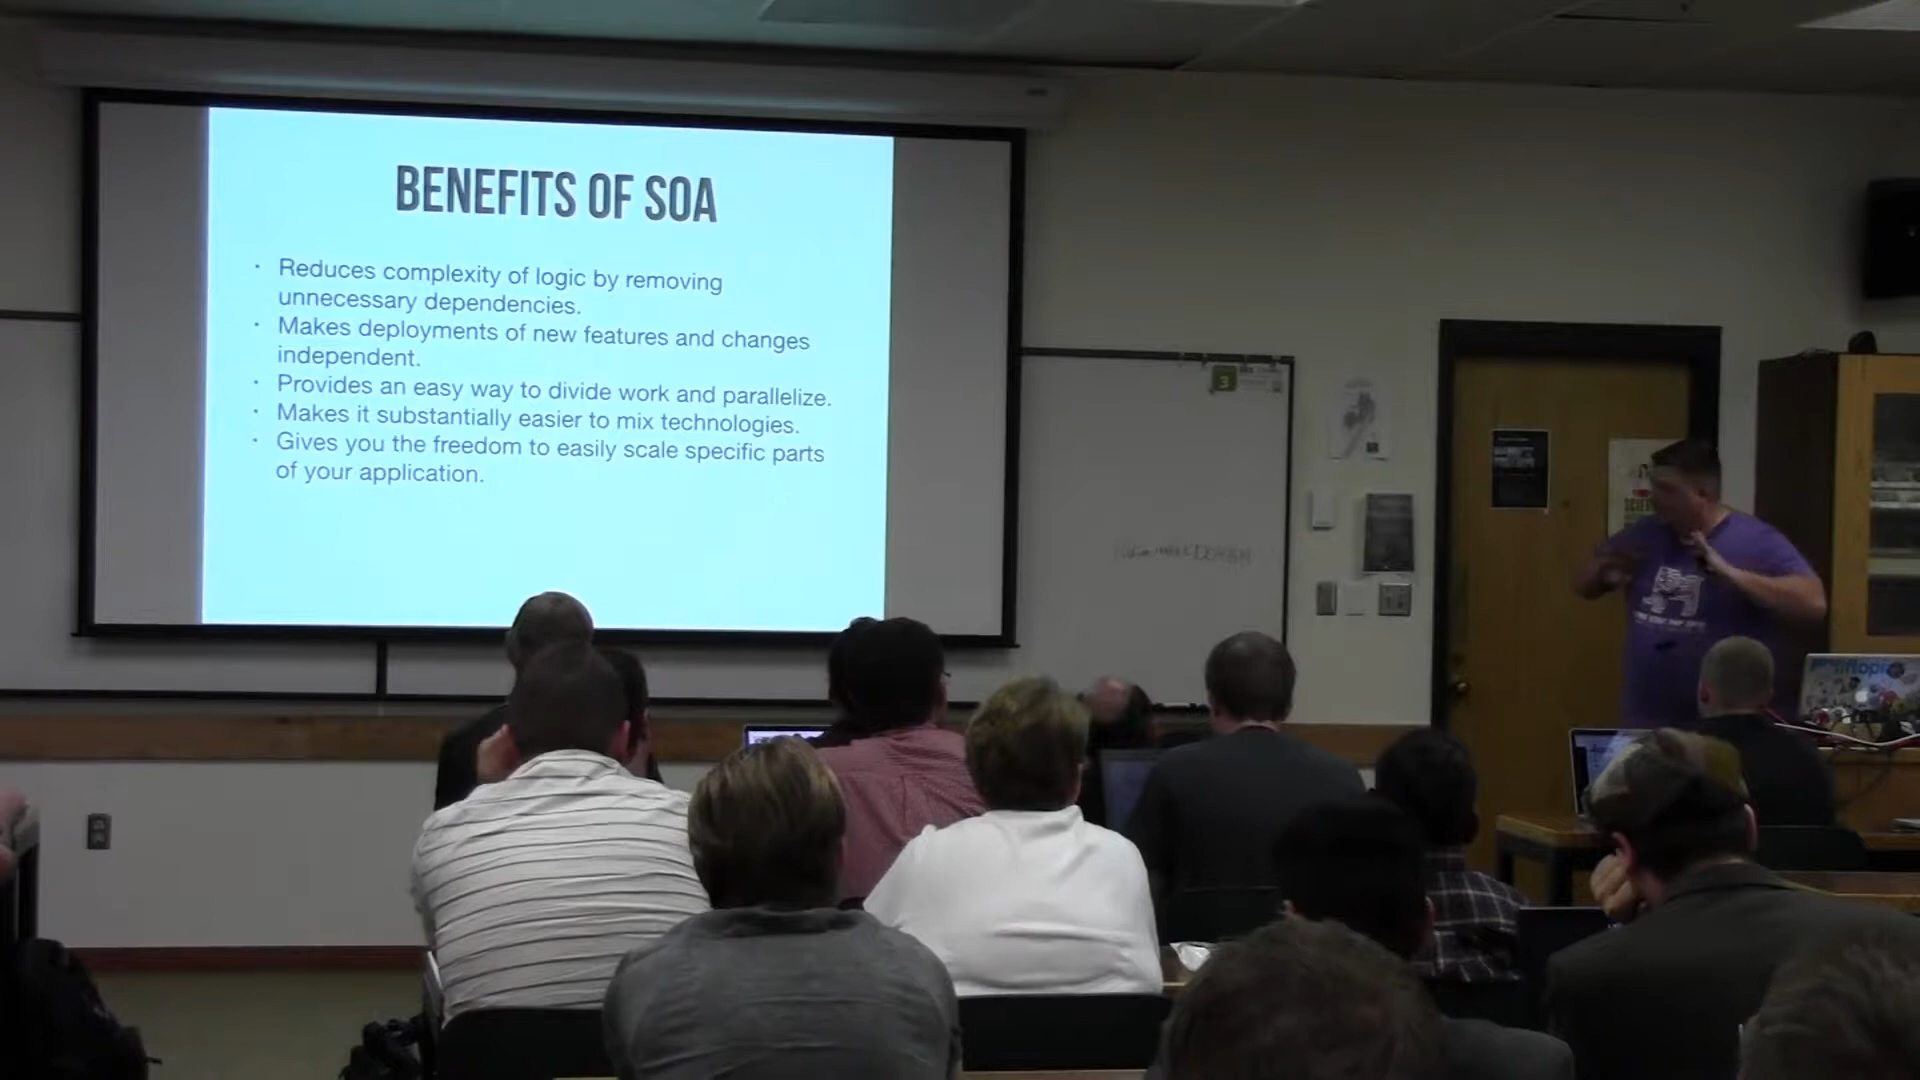 BENEFITS OF SOA
· Reduces complexity of logic by removing
unnecessary dependencies.
· Makes deployments of new features and changes
independent.
· Provides an easy way to divide work and parallelize.
· Makes it substantially easier to mix technologies.
· Gives you the freedom to easily scale specific parts
of your application.
3